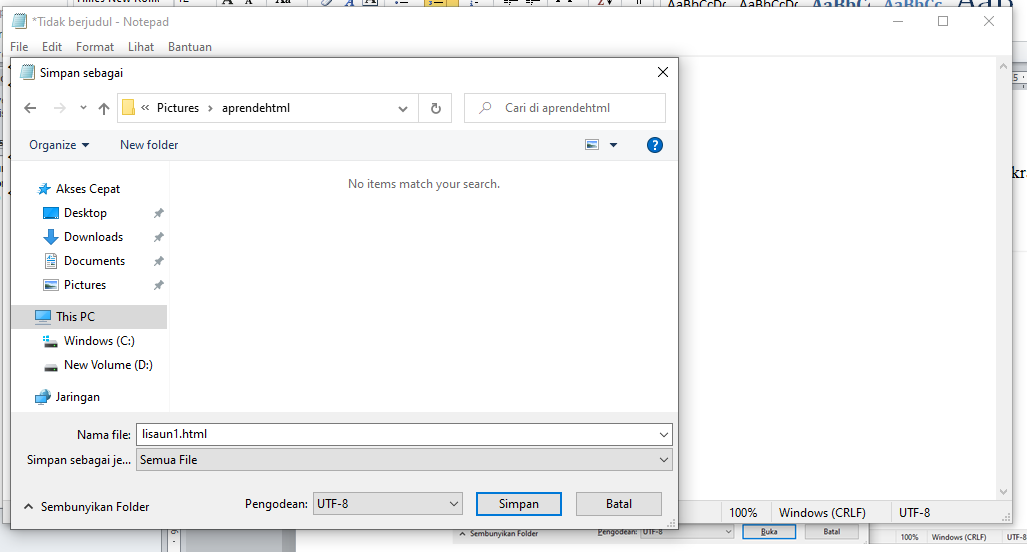 *Tidak berjudul - Notepad
File Edit Format Lihat Bantuan
Simpan sebagai
Pictures aprendehtml
Cari di aprendehtml
Organize New folder
No items match your search.
Akses Cepat
Desktop
Downloads
Documents
Pictures
This PC
Windows (C:)
New Volume (D:)
Jaringan
Nama file: lisaun1.html
Simpan sebagai je... Semua File
Sembunyikan Folder Pengodean: UTF-8 Simpan Batal
100% Windows (CRLF) UTF-8
Sembunyikan Folder Pengodean: UTF-8 Buka Batal
100% Windows (CRLF) UTF-8